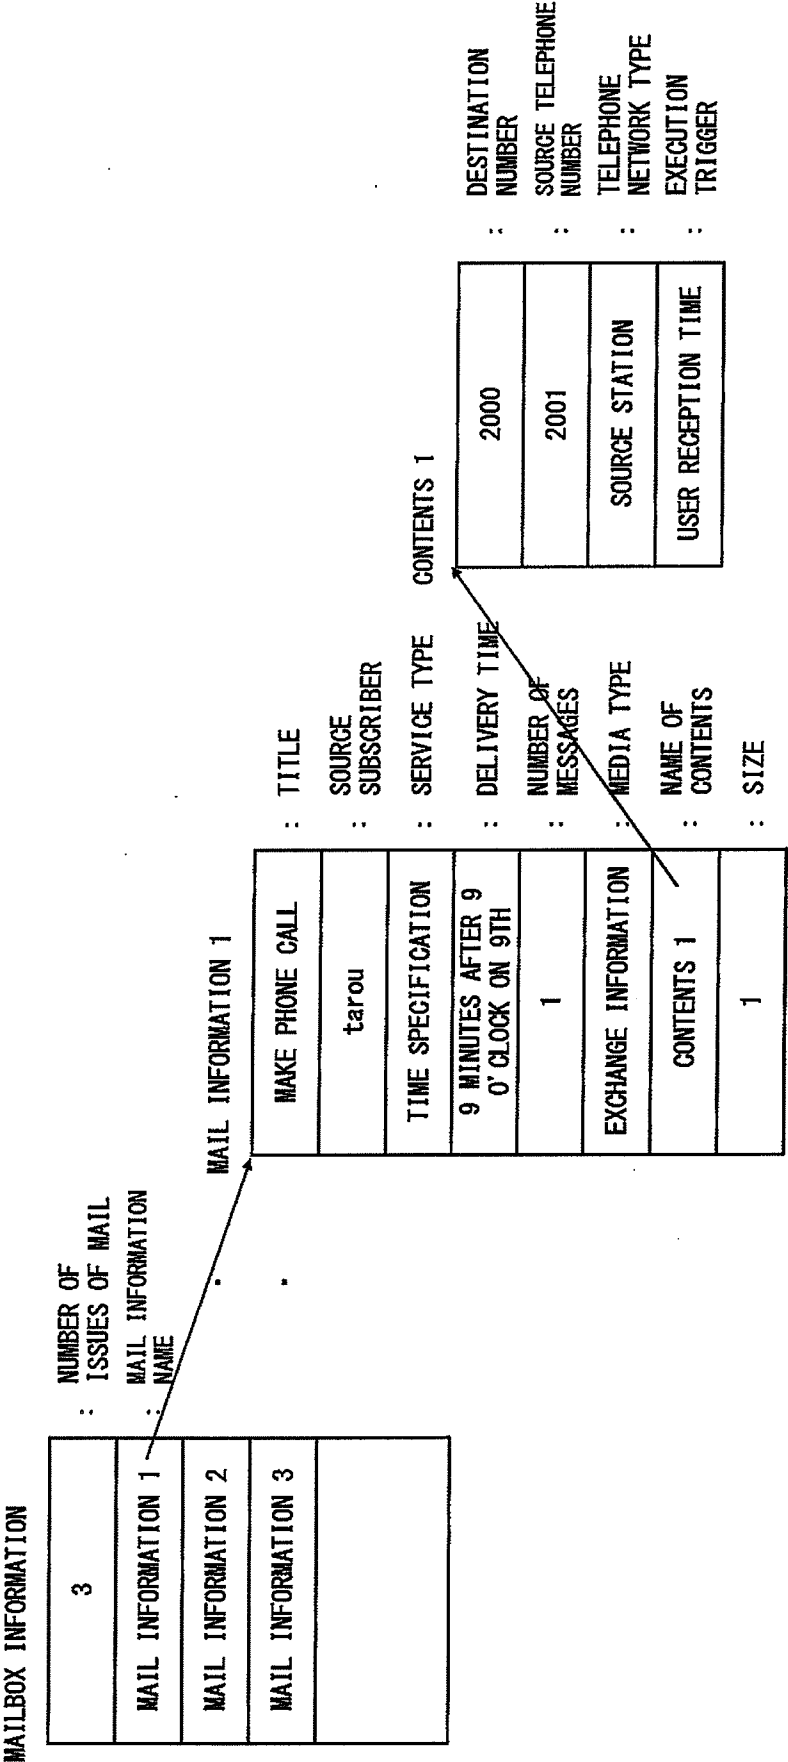 MAILBOX INFORMATION
3
: NUMBER OF
ISSUES OF MAIL
MAIL INFORMATION 1
: MAIL INFORMATION
NAME
MAIL INFORMATION 2
MAIL INFORMATION 3
MAIL INFORMATION 1
MAKE PHONE CALL
: TITLE
tarou
: SOURCE
SUBSCRIBER
TIME SPECIFICATION
: SERVICE TYPE
9 MINUTES AFTER 9
O'CLOCK ON 9TH
: DELIVERY TIME
1
: NUMBER OF
MESSAGES
EXCHANGE INFORMATION
: MEDIA TYPE
CONTENTS 1
: NAME OF
CONTENTS
1
: SIZE
CONTENTS 1
2000
: DESTINATION
NUMBER
2001
: SOURCE TELEPHONE
NUMBER
SOURCE STATION
: TELEPHONE
NETWORK TYPE
USER RECEPTION TIME
: EXECUTION
TRIGGER